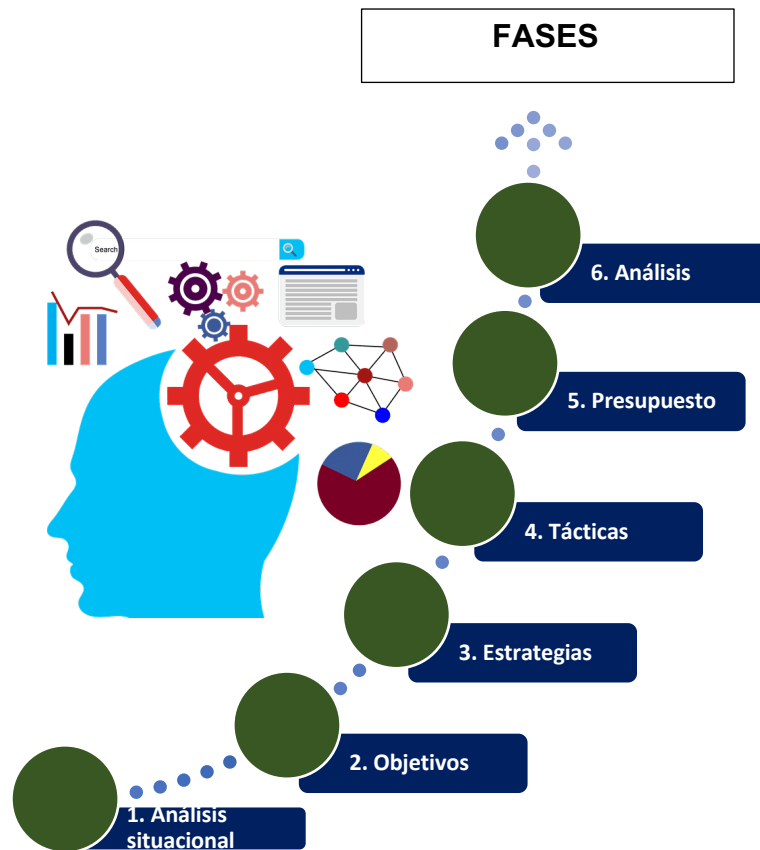 FASES
Search
6. Análisis
5. Presupuesto
4. Tácticas
3. Estrategias
2. Objetivos
1. Análisis
situacional